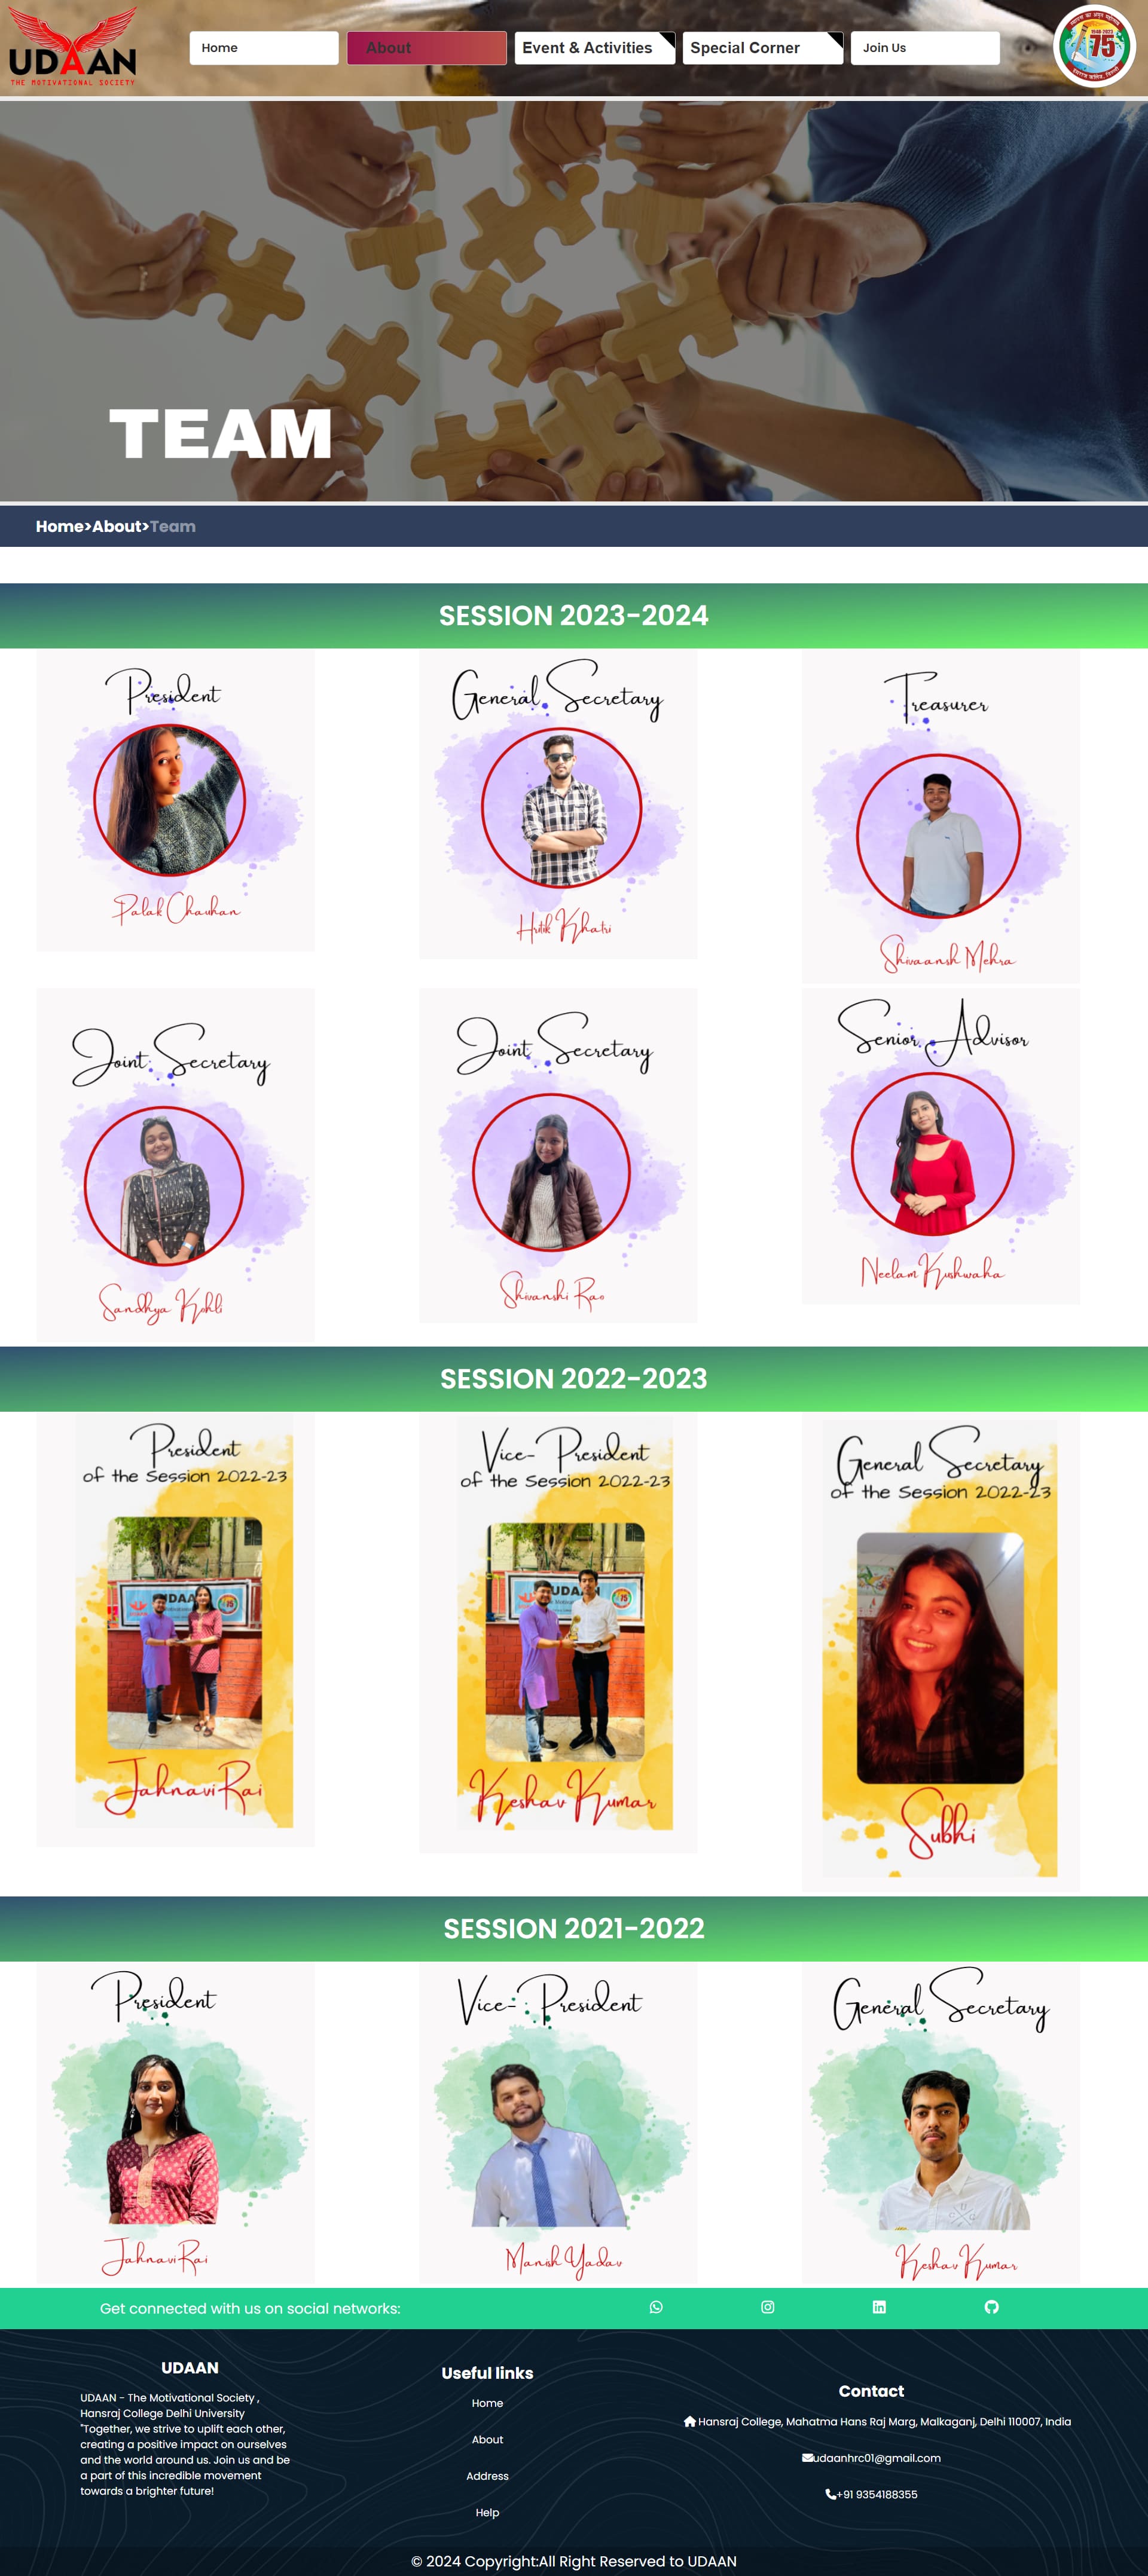 UDAAN
THE MOTIVATIONAL SOCIETY
Home
About
Event & Activities
Special Corner
Join Us
75
TEAM
Home>About>Team
SESSION 2023-2024
President
General Secretary
Treasurer
Palak Chauhan
Hritik Khatri
Shivaansh Mehra
Joint Secretary
Joint Secretary
Senior Advisor
Sandhya Kohli
Shivanshi Rao
Neelam Kushwaha
SESSION 2022-2023
President
of the Session 2022-23
Vice- President
of the Session 2022-23
General Secretary
of the Session 2022-23
UDAA
75
UDAA
75
Jahnavi Rai
Keshav Kumar
Subhi
SESSION 2021-2022
President
Vice- President
General Secretary
Jahnavi Rai
Manish Yadav
Keshav Kumar
Get connected with us on social networks:
UDAAN
UDAAN - The Motivational Society ,
Hansraj College Delhi University
"Together, we strive to uplift each other,
creating a positive impact on ourselves
and the world around us. Join us and be
a part of this incredible movement
towards a brighter future!
Useful links
Home
About
Address
Help
Contact
Hansraj College, Mahatma Hans Raj Marg, Malkaganj, Delhi 110007, India
udaanhrc01@gmail.com
+91 9354188355
© 2024 Copyright:All Right Reserved to UDAAN